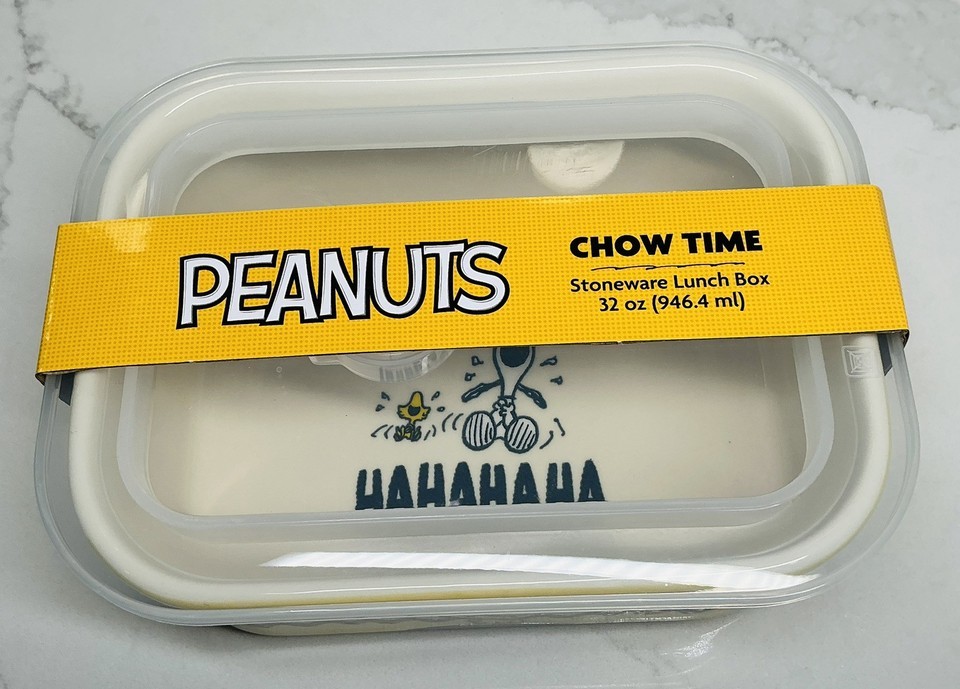 PEANUTS
CHOW TIME
Stoneware Lunch Box
32 oz (946.4 ml)
HAHAHAHA